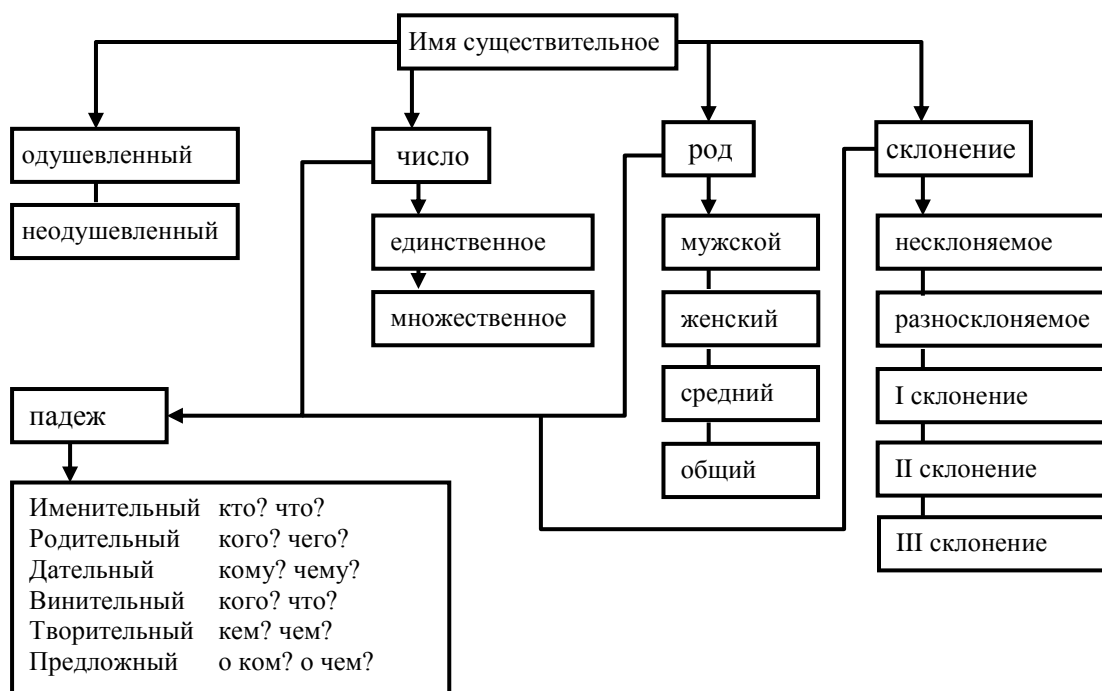 Имя существительное
одушевленный
неодушевленный
число
единственное
множественное
род
мужской
женский
средний
общий
склонение
несклоняемое
разносклоняемое
I склонение
II склонение
III склонение
падеж
Именительный кто? что?
Родительный кого? чего?
Дательный кому? чему?
Винительный кого? что?
Творительный кем? чем?
Предложный о ком? о чем?